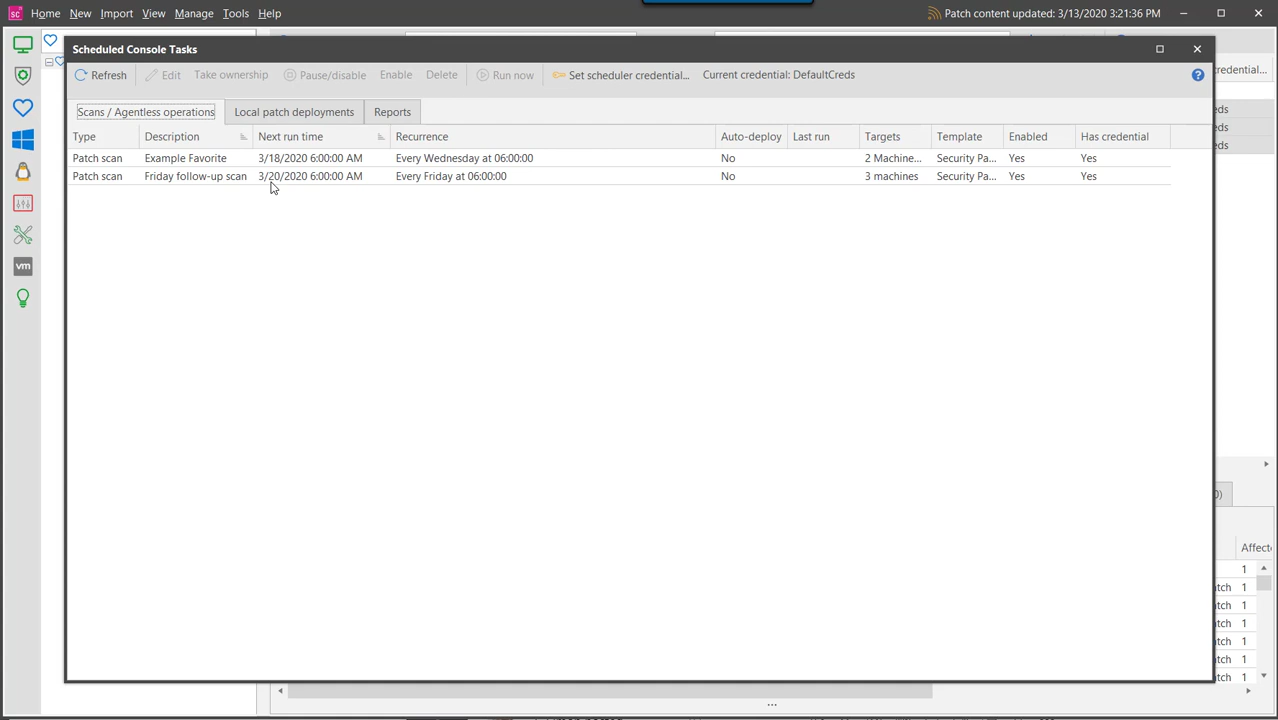 SC Home New Import View Manage Tools Help Patch content updated: 3/13/2020 3:21:36 PM
Scheduled Console Tasks
Refresh Edit Take ownership Pause/disable Enable Delete Run now Set scheduler credential... Current credential: DefaultCreds ?
redential...
Scans / Agentless operations Local patch deployments Reports
eds
Type Description Next run time Recurrence Auto-deploy Last run Targets Template Enabled Has credential
eds
eds
Patch scan Example Favorite 3/18/2020 6:00:00 AM Every Wednesday at 06:00:00 No 2 Machine... Security Pa... Yes Yes
Patch scan Friday follow-up scan 3/20/2020 6:00:00 AM Every Friday at 06:00:00 No 3 machines Security Pa... Yes Yes
vm
0)
Affecte
1
atch 1
atch 1
atch 1
atch 1
atch 1
atch 1
...